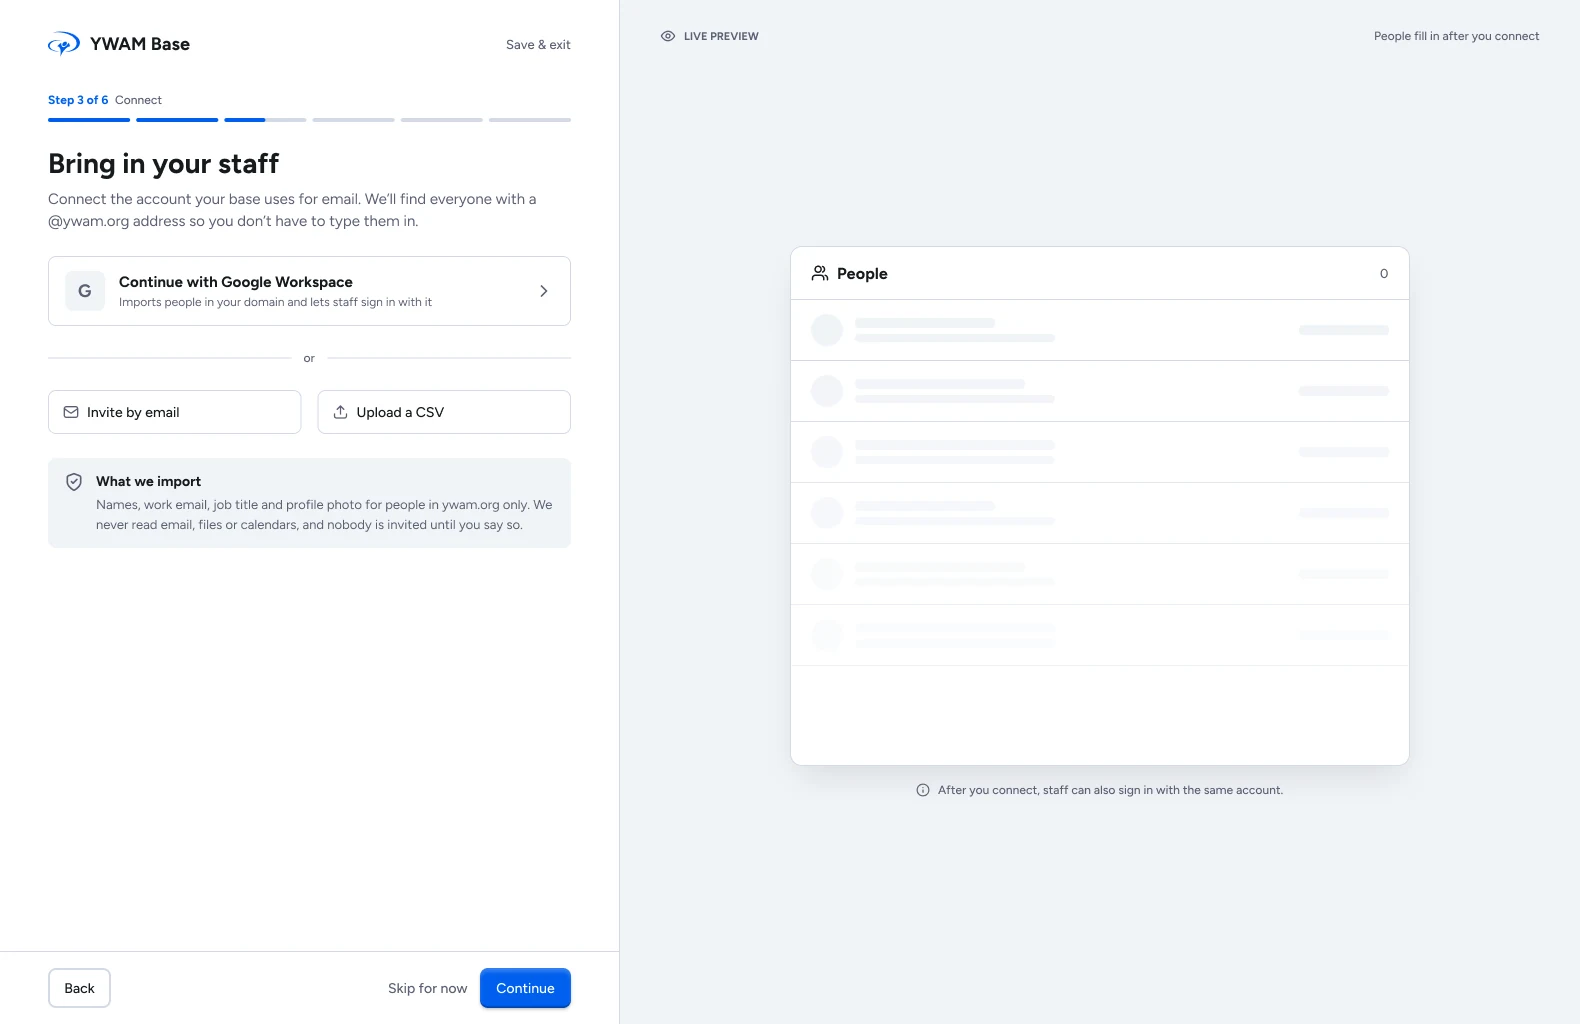 YWAM Base
Save & exit
Step 3 of 6 Connect
Bring in your staff
Connect the account your base uses for email. We’ll find everyone with a
@ywam.org address so you don’t have to type them in.
G
Continue with Google Workspace
Imports people in your domain and lets staff sign in with it
or
Invite by email
Upload a CSV
What we import
Names, work email, job title and profile photo for people in ywam.org only. We
never read email, files or calendars, and nobody is invited until you say so.
Back
Skip for now
Continue
LIVE PREVIEW
People fill in after you connect
People
0
After you connect, staff can also sign in with the same account.